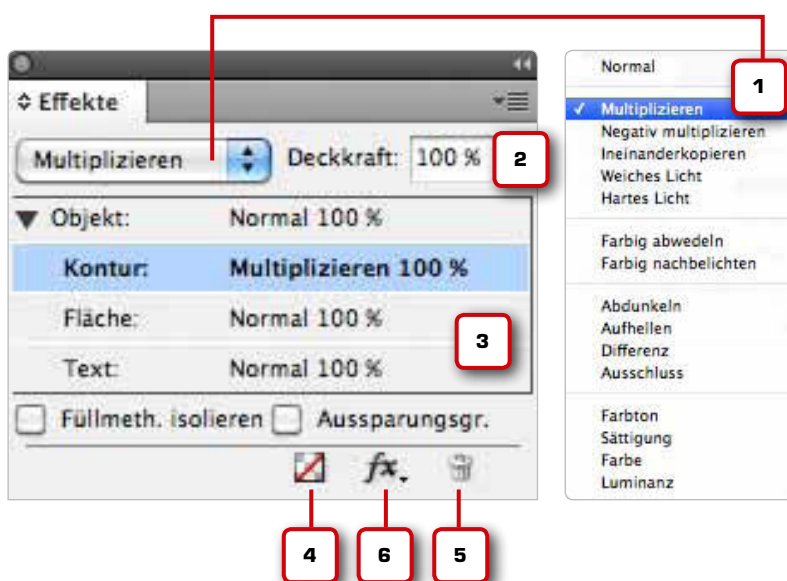 Effekte
Multiplizieren
Deckkraft: 100 %
2
Objekt: Normal 100 %
Kontur: Multiplizieren 100 %
Fläche: Normal 100 %
3
Text: Normal 100 %
Füllmeth. isolieren
Aussparungsgr.
fx.
4
6
5
1
Normal
✓ Multiplizieren
Negativ multiplizieren
Ineinanderkopieren
Weiches Licht
Hartes Licht
Farbig abwedeln
Farbig nachbelichten
Abdunkeln
Aufhellen
Differenz
Ausschluss
Farbton
Sättigung
Farbe
Luminanz